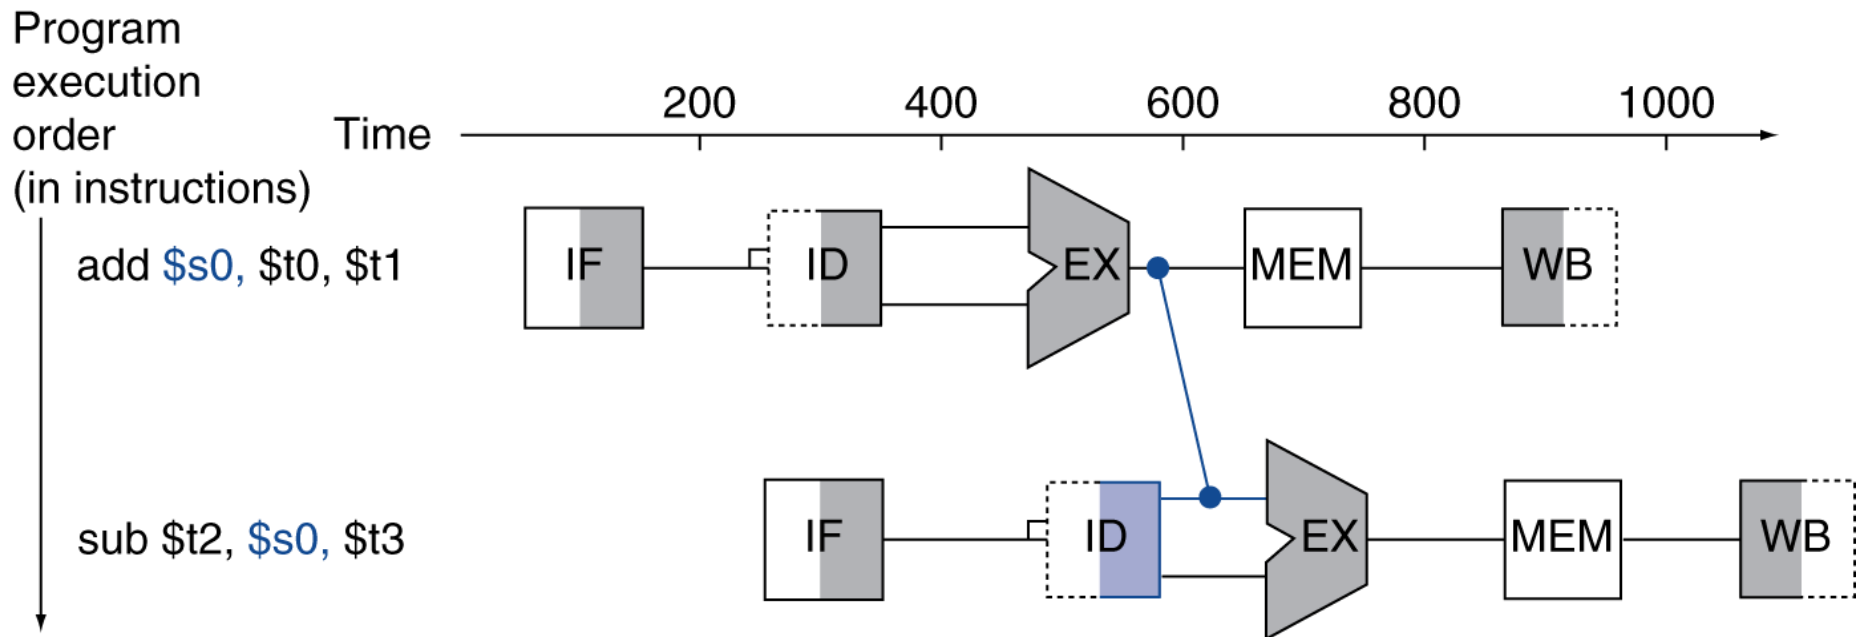 Program
execution
order
(in instructions)
Time
200 400 600 800 1000
add $s0, $t0, $t1
IF ID EX MEM WB
sub $t2, $s0, $t3
IF ID EX MEM WB